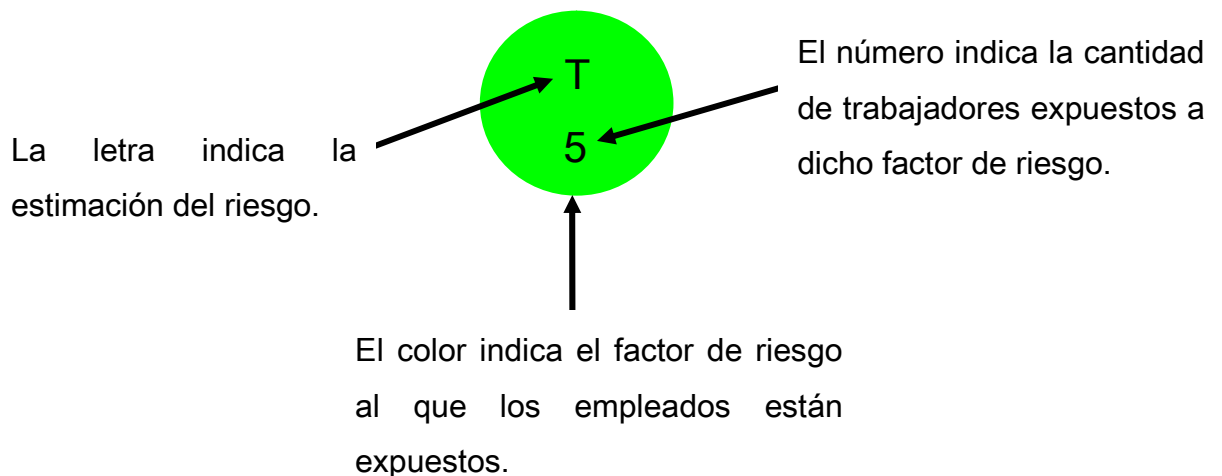 T
5
El número indica la cantidad
de trabajadores expuestos a
dicho factor de riesgo.
La letra indica la
estimación del riesgo.
El color indica el factor de riesgo
al que los empleados están
expuestos.